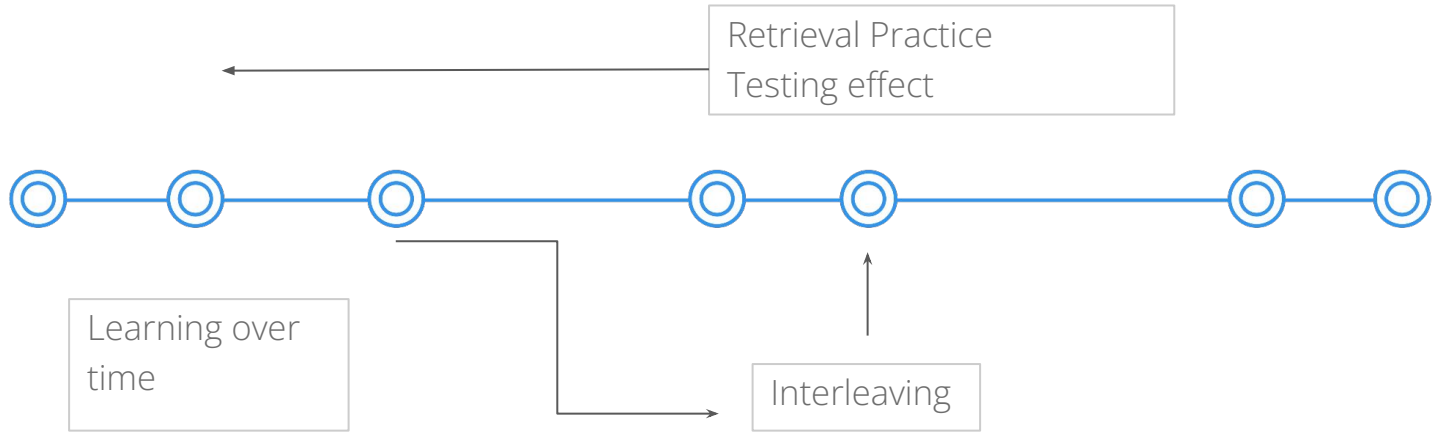 Retrieval Practice
Testing effect
Learning over
time
Interleaving